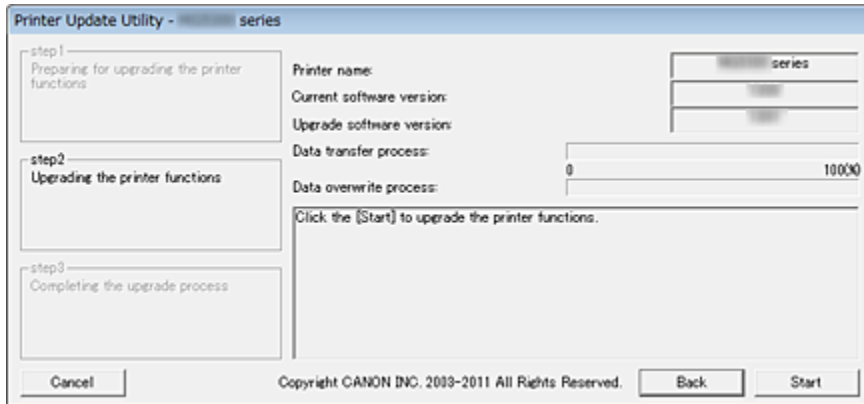 Printer Update Utility - series
step1
Preparing for upgrading the printer
functions
step2
Upgrading the printer functions
step3
Completing the upgrade process
Printer name: series
Current software version:
Upgrade software version:
Data transfer process:
0 100(%)
Data overwrite process:
Click the [Start] to upgrade the printer functions.
Cancel
Copyright CANON INC. 2003-2011 All Rights Reserved.
Back
Start